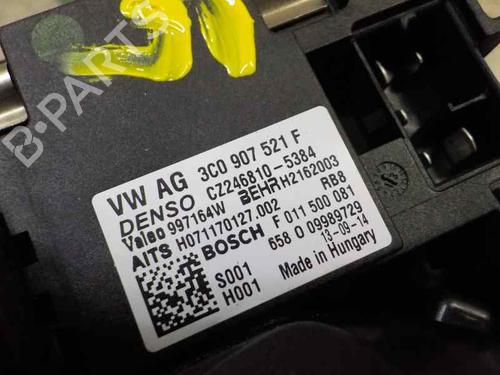 VW AG 3C0 907 521 F
DENSO CZ246810-5384
Valeo 997164W BEHR H2162003
AITS H071170127.002 RB8
BOSCH F 011 500 081
658 0 09989729
S001 13-09-14
H001 Made in Hungary
B-Parts